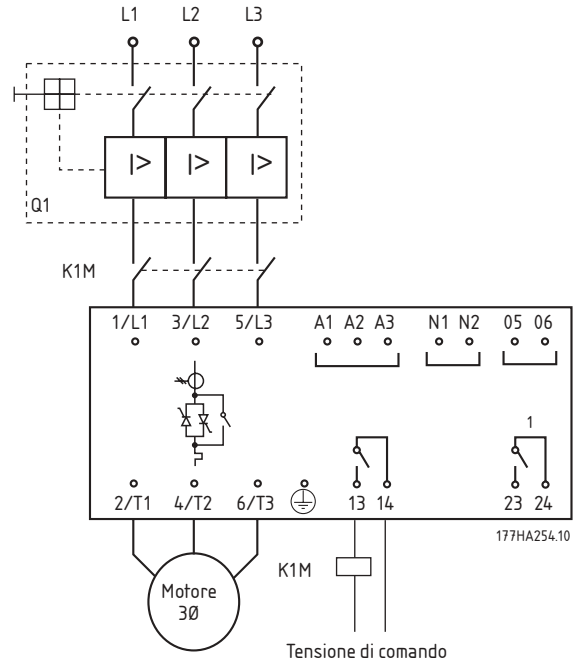 L1 L2 L3
I> I> I>
Q1
K1M
1/L1 3/L2 5/L3 A1 A2 A3 N1 N2 05 06
1
2/T1 4/T2 6/T3 13 14 23 24
177HA254.10
K1M
Motore
3Ø
Tensione di comando